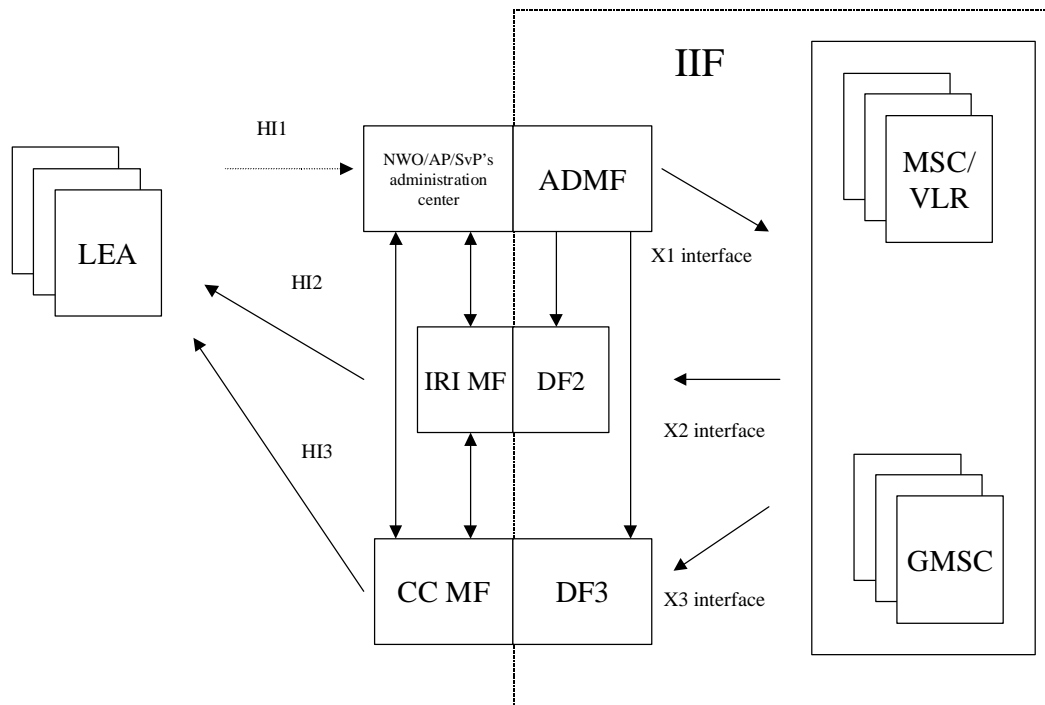 IIF
HI1
NWO/AP/SvP's
administration
center
ADMF
MSC/
VLR
LEA
X1 interface
HI2
IRI MF
DF2
X2 interface
HI3
CC MF
DF3
X3 interface
GMSC